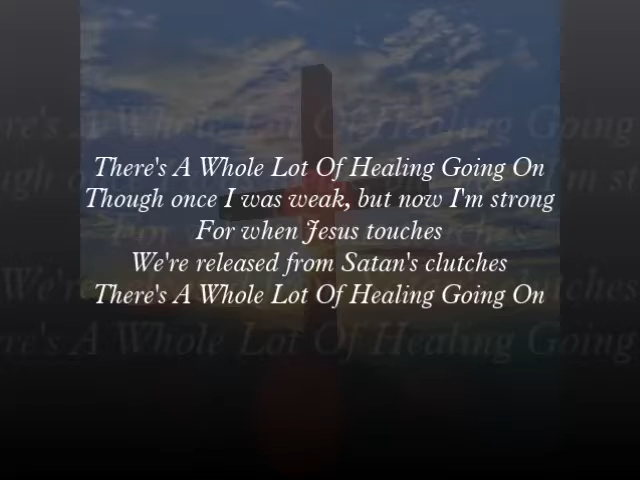 There's A Whole Lot Of Healing Going On
Though once I was weak, but now I'm strong
For when Jesus touches
We're released from Satan's clutches
There's A Whole Lot Of Healing Going On